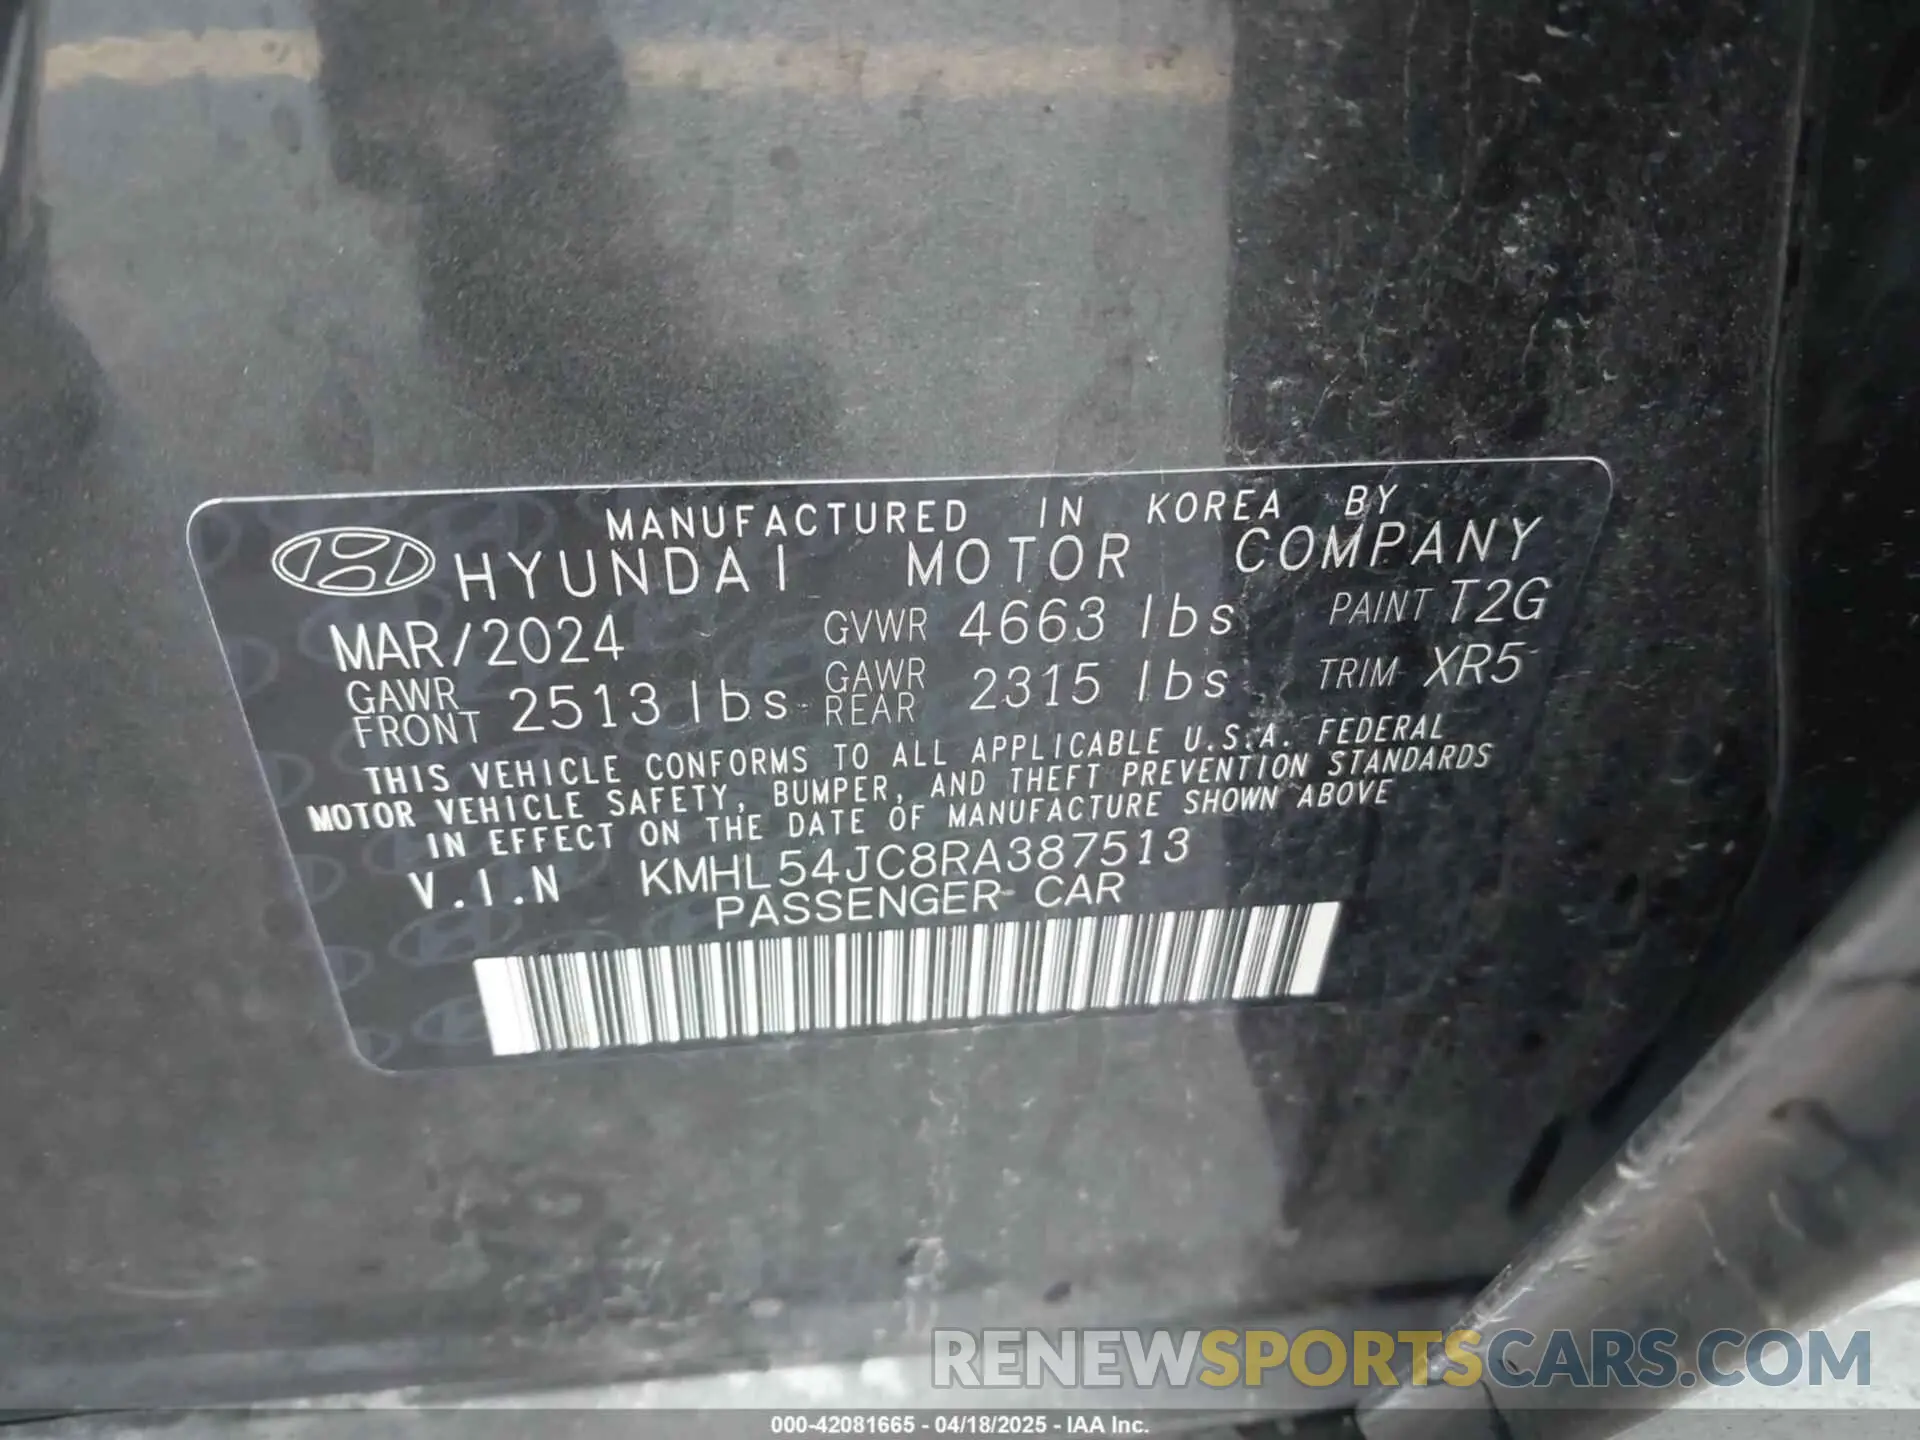 MANUFACTURED IN KOREA BY
HYUNDAI MOTOR COMPANY
MAR/2024 GVWR 4663 lbs PAINT T2G
GAWR FRONT 2513 lbs GAWR REAR 2315 lbs TRIM XR5
THIS VEHICLE CONFORMS TO ALL APPLICABLE U.S.A. FEDERAL
MOTOR VEHICLE SAFETY, BUMPER, AND THEFT PREVENTION STANDARDS
IN EFFECT ON THE DATE OF MANUFACTURE SHOWN ABOVE
V.I.N KMHL54JC8RA387513
PASSENGER CAR
RENEWSPORTSCARS.COM
000-42081665 - 04/18/2025 - IAA Inc.